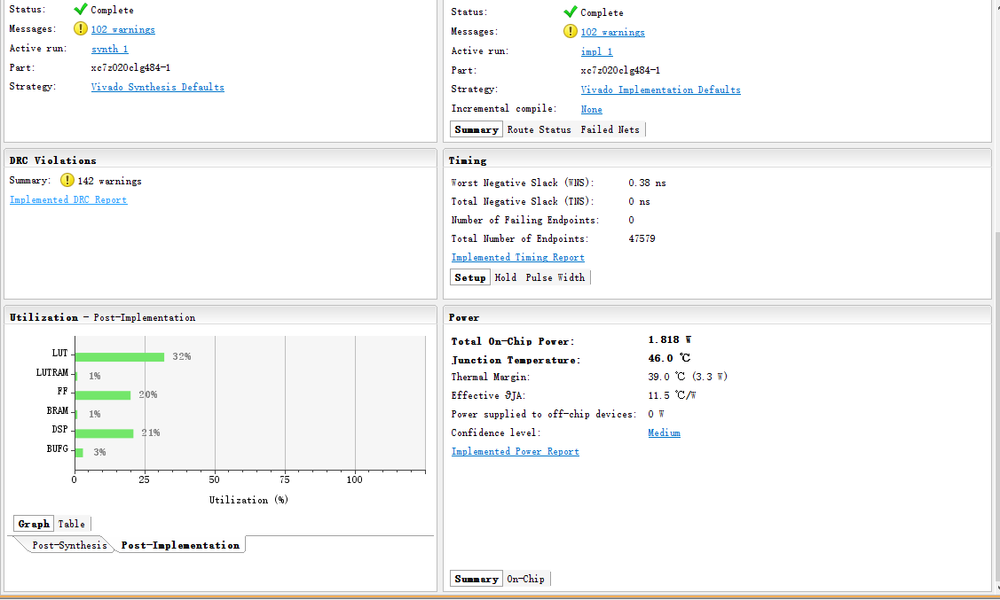 Status: Complete
Messages: 102 warnings
Active run: synth_1
Part: xc7z020clg484-1
Strategy: Vivado Synthesis Defaults
Status: Complete
Messages: 102 warnings
Active run: impl_1
Part: xc7z020clg484-1
Strategy: Vivado Implementation Defaults
Incremental compile: None
Summary Route Status Failed Nets
DRC Violations
Summary: 142 warnings
Implemented DRC Report
Timing
Worst Negative Slack (WNS): 0.38 ns
Total Negative Slack (TNS): 0 ns
Number of Failing Endpoints: 0
Total Number of Endpoints: 47579
Implemented Timing Report
Setup Hold Pulse Width
Utilization - Post-Implementation
LUT 32%
LUTRAM 1%
FF 20%
BRAM 1%
DSP 21%
BUFG 3%
0 25 50 75 100
Utilization (%)
Graph Table
Post-Synthesis Post-Implementation
Power
Total On-Chip Power: 1.818 W
Junction Temperature: 46.0 ℃
Thermal Margin: 39.0 ℃ (3.3 W)
Effective ϑJA: 11.5 ℃/W
Power supplied to off-chip devices: 0 W
Confidence level: Medium
Implemented Power Report
Summary On-Chip